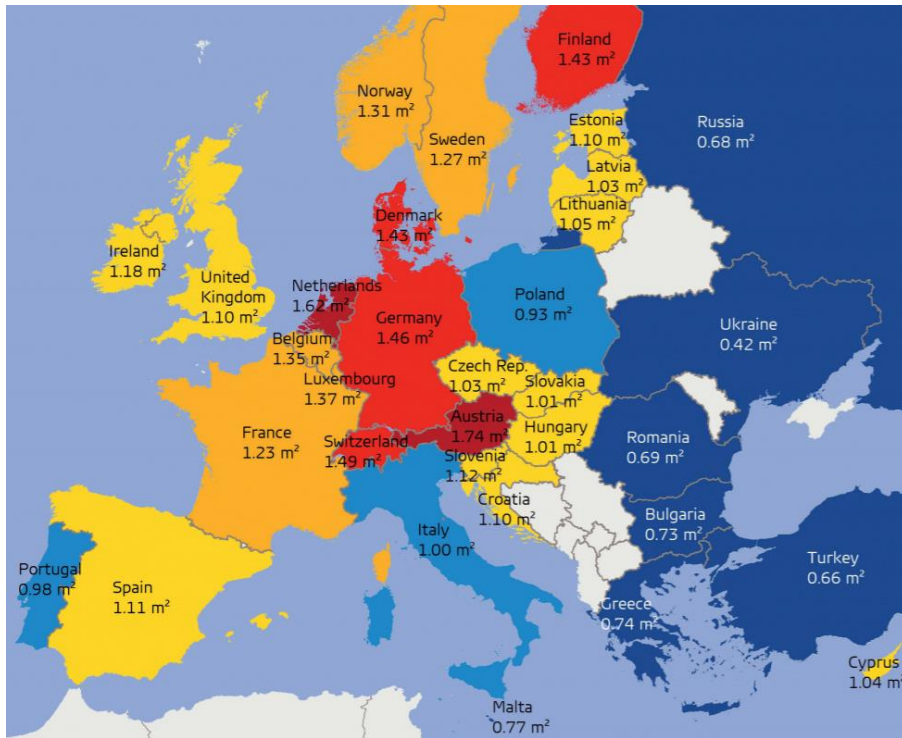 Finland
1.43 m²
Norway
1.31 m²
Sweden
1.27 m²
Estonia
1.10 m²
Russia
0.68 m²
Latvia
1.03 m²
Lithuania
1.05 m²
Denmark
1.43 m²
Ireland
1.18 m²
United
Kingdom
1.10 m²
Netherlands
1.62 m²
Germany
1.46 m²
Poland
0.93 m²
Ukraine
0.42 m²
Belgium
1.35 m²
Luxembourg
1.37 m²
Czech Rep.
1.03 m²
Slovakia
1.01 m²
France
1.23 m²
Switzerland
1.49 m²
Austria
1.74 m²
Hungary
1.01 m²
Romania
0.69 m²
Slovenia
1.12 m²
Croatia
1.10 m²
Bulgaria
0.73 m²
Italy
1.00 m²
Portugal
0.98 m²
Spain
1.11 m²
Greece
0.74 m²
Turkey
0.66 m²
Cyprus
1.04 m²
Malta
0.77 m²